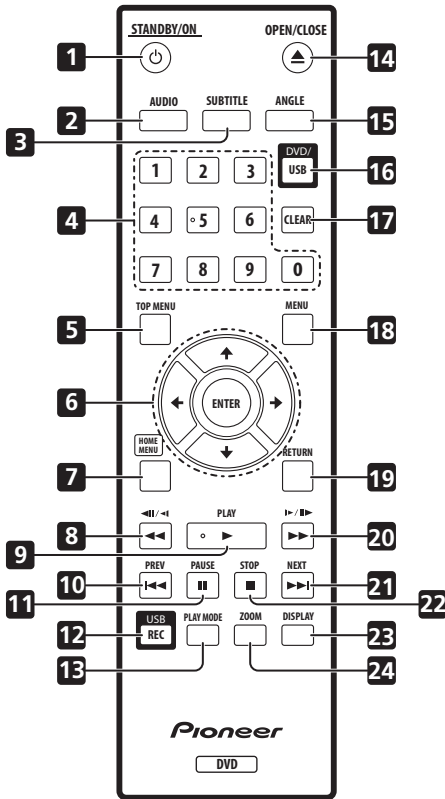 STANDBY/ON OPEN/CLOSE
1 14
AUDIO SUBTITLE ANGLE
2 15
3
DVD/
USB 16
1 2 3
4 4 5 6 CLEAR 17
7 8 9 0
5 TOP MENU MENU 18
6 ENTER
HOME
MENU RETURN
7 19
PLAY
8 20
9
PREV PAUSE STOP NEXT
10 21
11 22
USB PLAY MODE ZOOM DISPLAY
12 REC 23
13 24
Pioneer
DVD